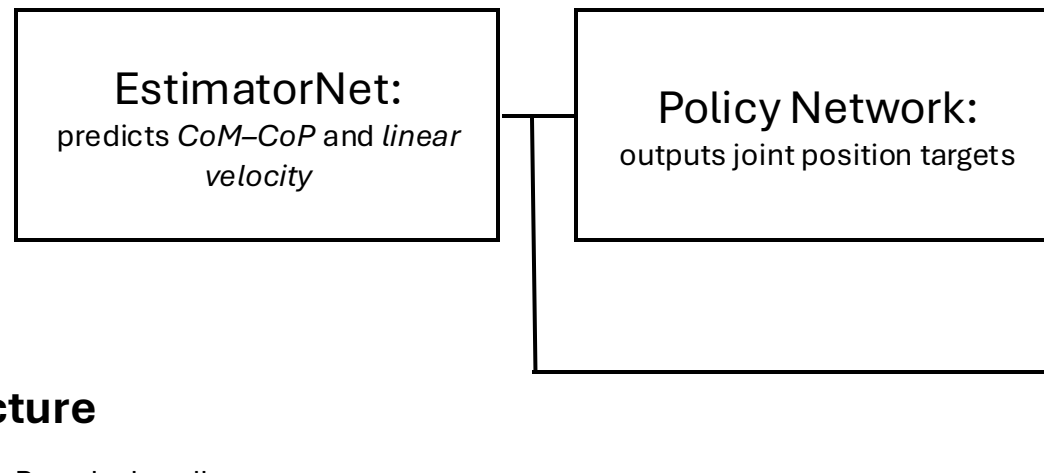 EstimatorNet:
predicts CoM–CoP and linear
velocity
Policy Network:
outputs joint position targets
cture